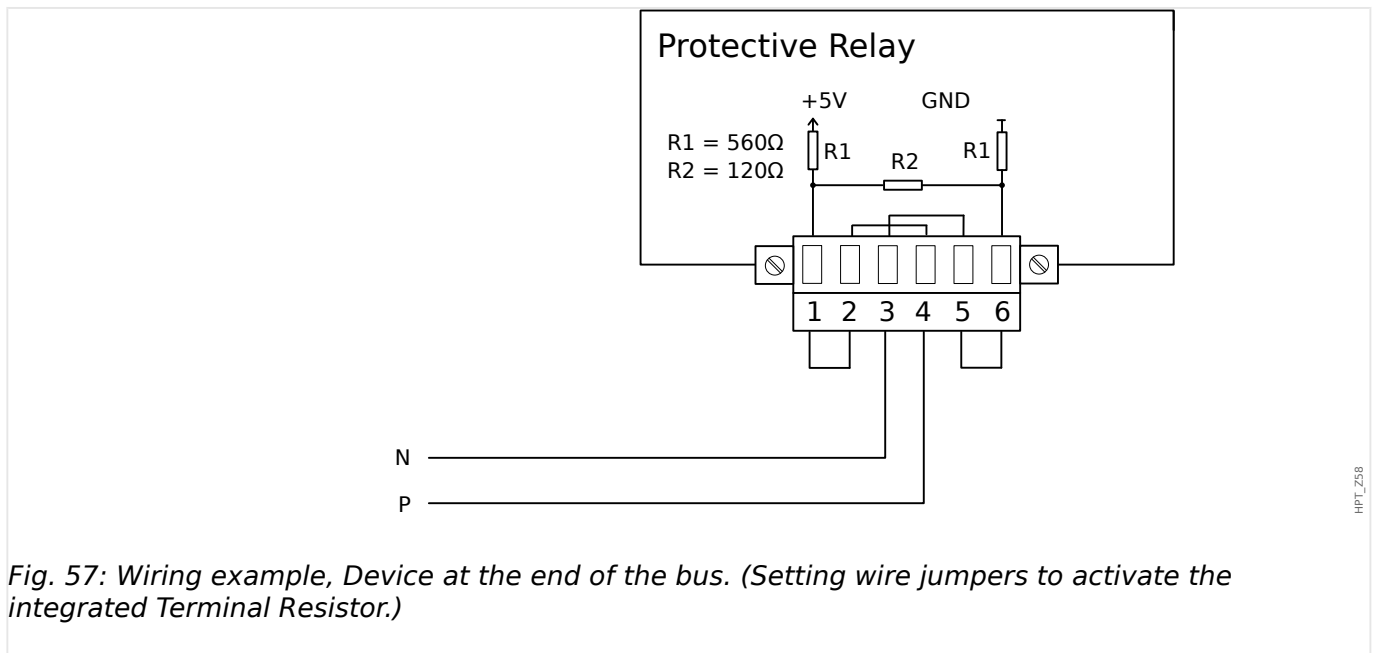 Protective Relay
+5V GND
R1 = 560Ω
R2 = 120Ω
R1 R2 R1
1 2 3 4 5 6
N
P
HPT_Z58
Fig. 57: Wiring example, Device at the end of the bus. (Setting wire jumpers to activate the
integrated Terminal Resistor.)